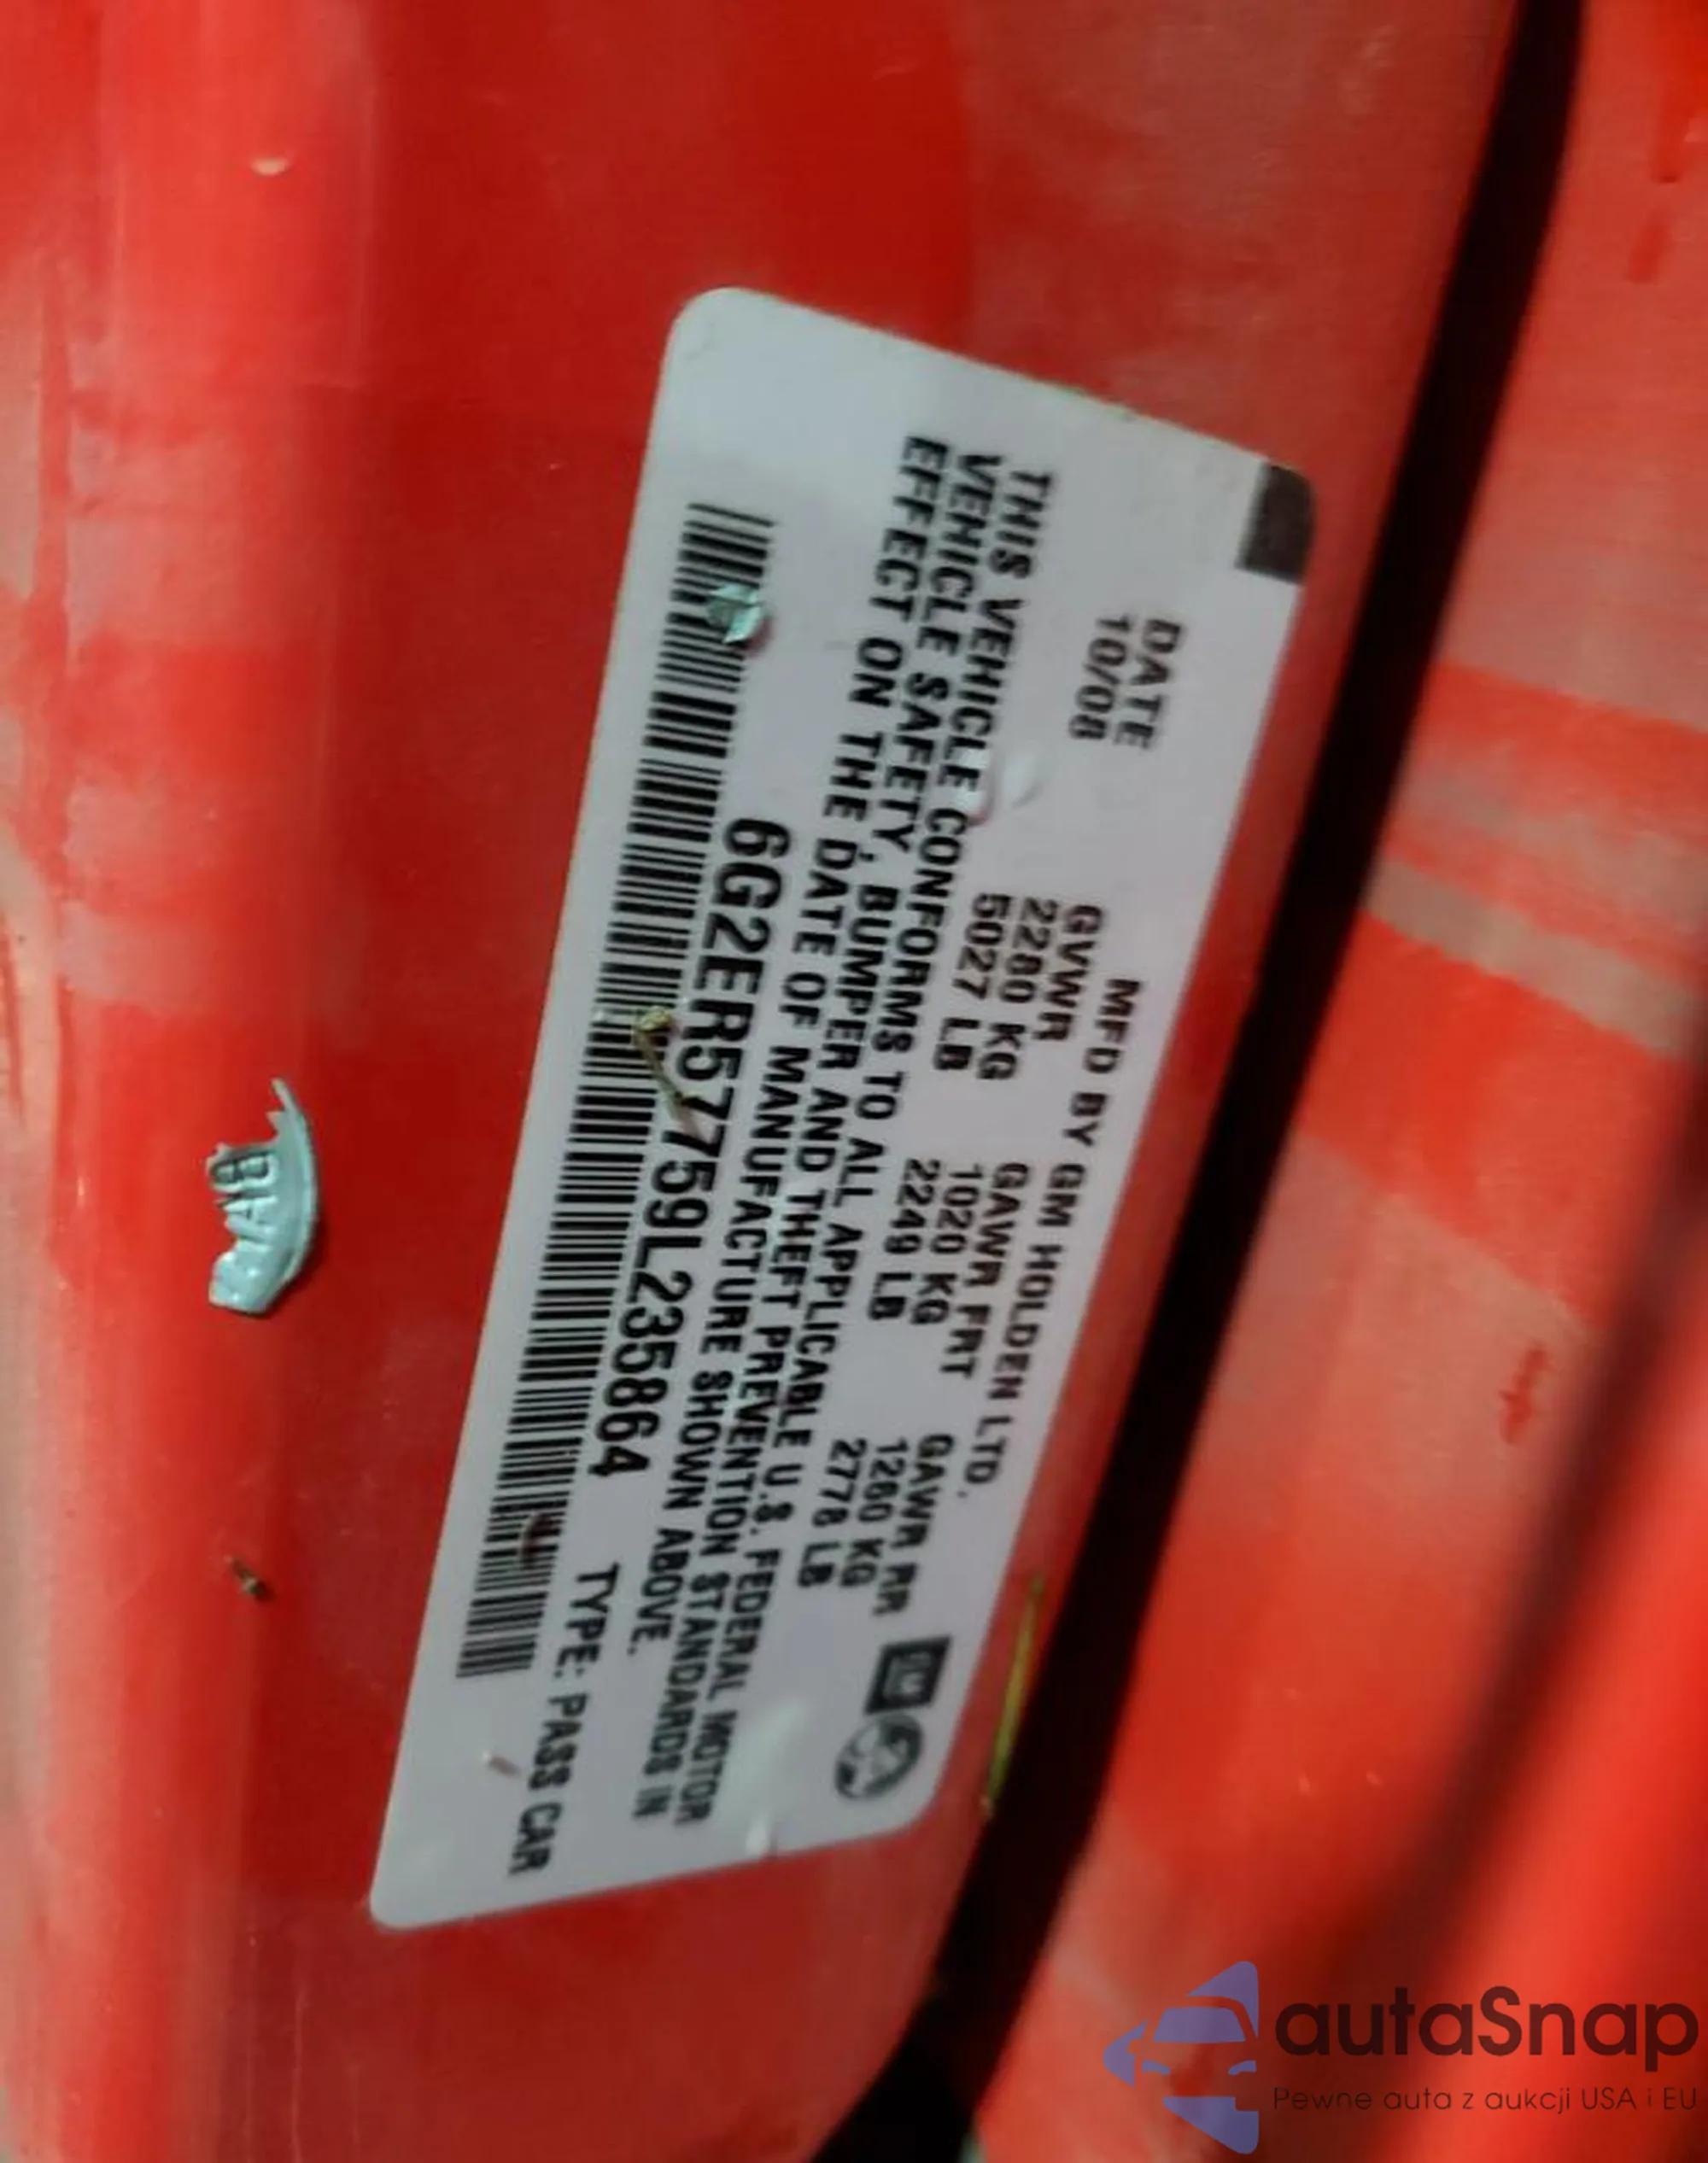 MFD BY GM HOLDEN LTD.
DATE GVWR GAWR FRT GAWR RR
10/08 2280 KG 1020 KG 1260 KG
5027 LB 2249 LB 2778 LB
THIS VEHICLE CONFORMS TO ALL APPLICABLE U.S. FEDERAL MOTOR
VEHICLE SAFETY, BUMPER AND THEFT PREVENTION STANDARDS IN
EFFECT ON THE DATE OF MANUFACTURE SHOWN ABOVE.
6G2ER57759L235864 TYPE: PASS CAR
GM
autaSnap
Pewne auta z aukcji USA i EU